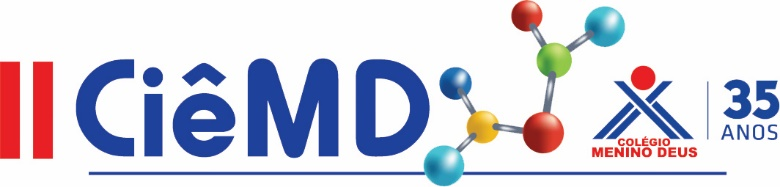 II CiêMD
COLÉGIO
MENINO DEUS
35
ANOS